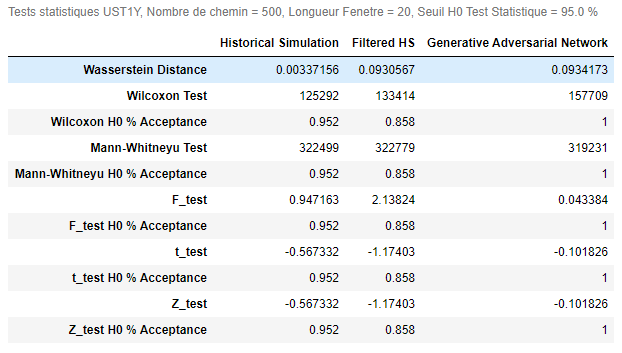 Tests statistiques UST1Y, Nombre de chemin = 500, Longueur Fenetre = 20, Seuil H0 Test Statistique = 95.0 %
Historical Simulation Filtered HS Generative Adversarial Network
Wasserstein Distance 0.00337156 0.0930567 0.0934173
Wilcoxon Test 125292 133414 157709
Wilcoxon H0 % Acceptance 0.952 0.858 1
Mann-Whitneyu Test 322499 322779 319231
Mann-Whitneyu H0 % Acceptance 0.952 0.858 1
F_test 0.947163 2.13824 0.043384
F_test H0 % Acceptance 0.952 0.858 1
t_test -0.567332 -1.17403 -0.101826
t_test H0 % Acceptance 0.952 0.858 1
Z_test -0.567332 -1.17403 -0.101826
Z_test H0 % Acceptance 0.952 0.858 1